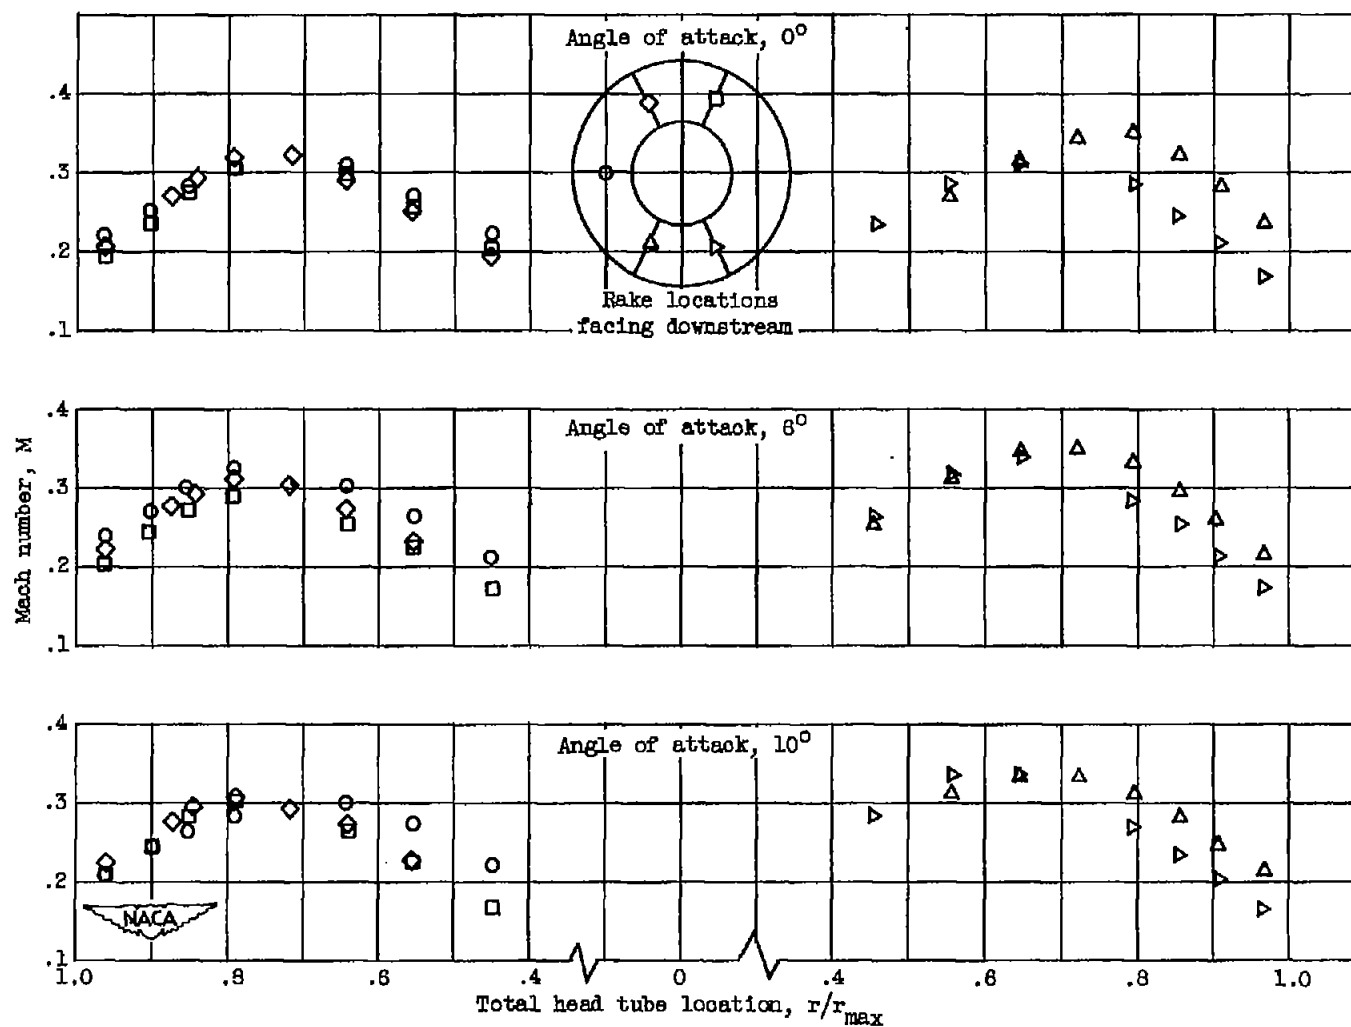 Angle of attack, 0°
.4
.3
.2
.1
Rake locations
facing downstream
.4
.3
.2
.1
Angle of attack, 6°
Mach number, M
.4
.3
.2
.1
Angle of attack, 10°
NACA
1.0 .8 .6 .4 0 .4 .6 .8 1.0
Total head tube location, r/rmax